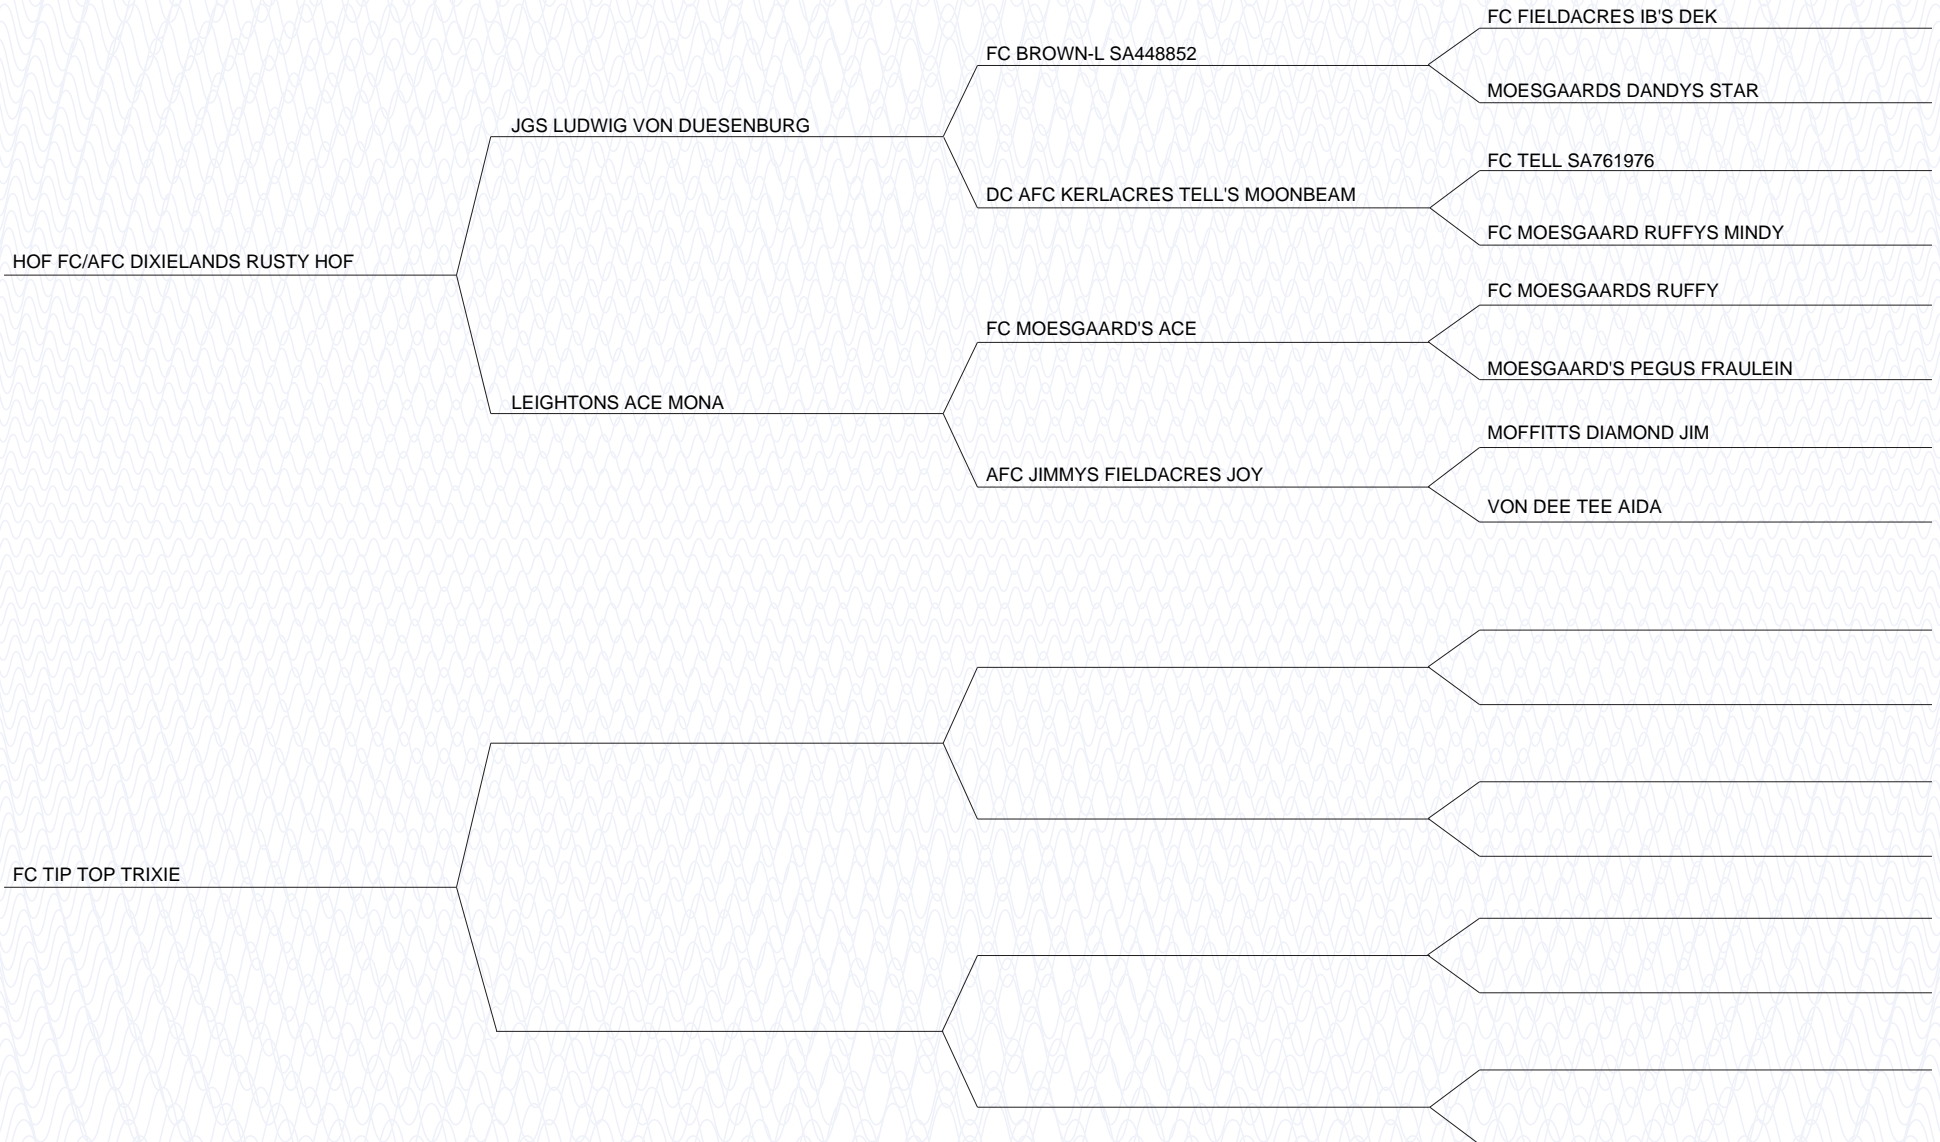 FC FIELDACRES IB'S DEK
FC BROWN-L SA448852
MOESGAARDS DANDYS STAR
JGS LUDWIG VON DUESENBURG
FC TELL SA761976
DC AFC KERLACRES TELL'S MOONBEAM
FC MOESGAARD RUFFYS MINDY
HOF FC/AFC DIXIELANDS RUSTY HOF
FC MOESGAARDS RUFFY
FC MOESGAARD'S ACE
MOESGAARD'S PEGUS FRAULEIN
LEIGHTONS ACE MONA
MOFFITTS DIAMOND JIM
AFC JIMMYS FIELDACRES JOY
VON DEE TEE AIDA
FC TIP TOP TRIXIE